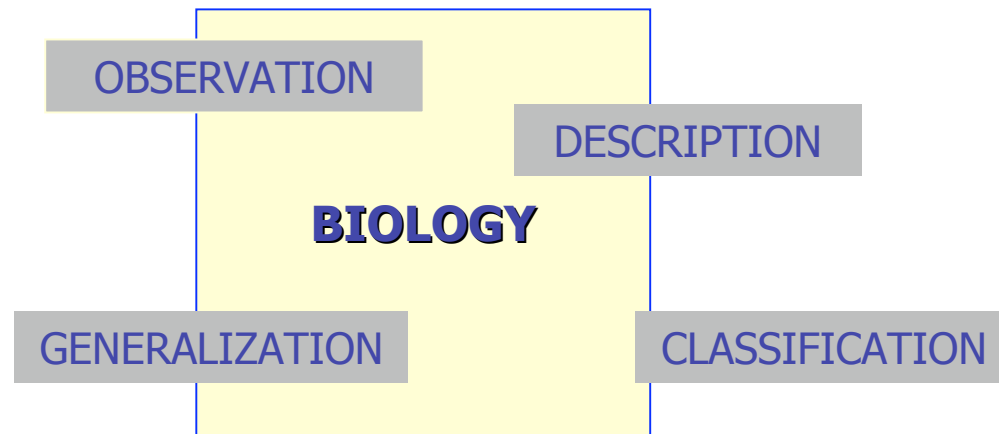 OBSERVATION
DESCRIPTION
BIOLOGY
GENERALIZATION
CLASSIFICATION